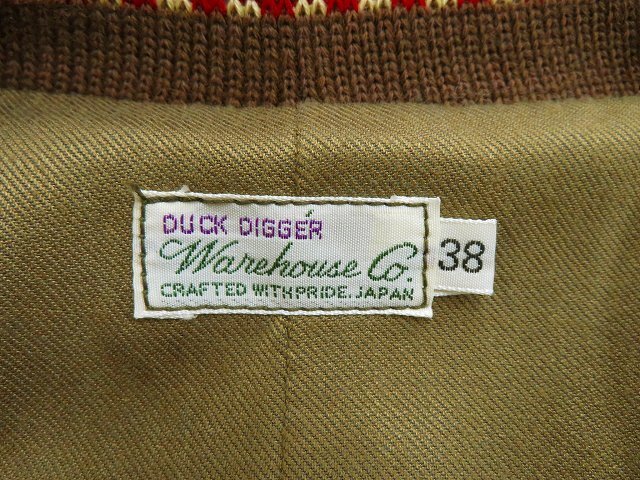 DUCK DIGGER
Warehouse Co.
CRAFTED WITH PRIDE. JAPAN
38